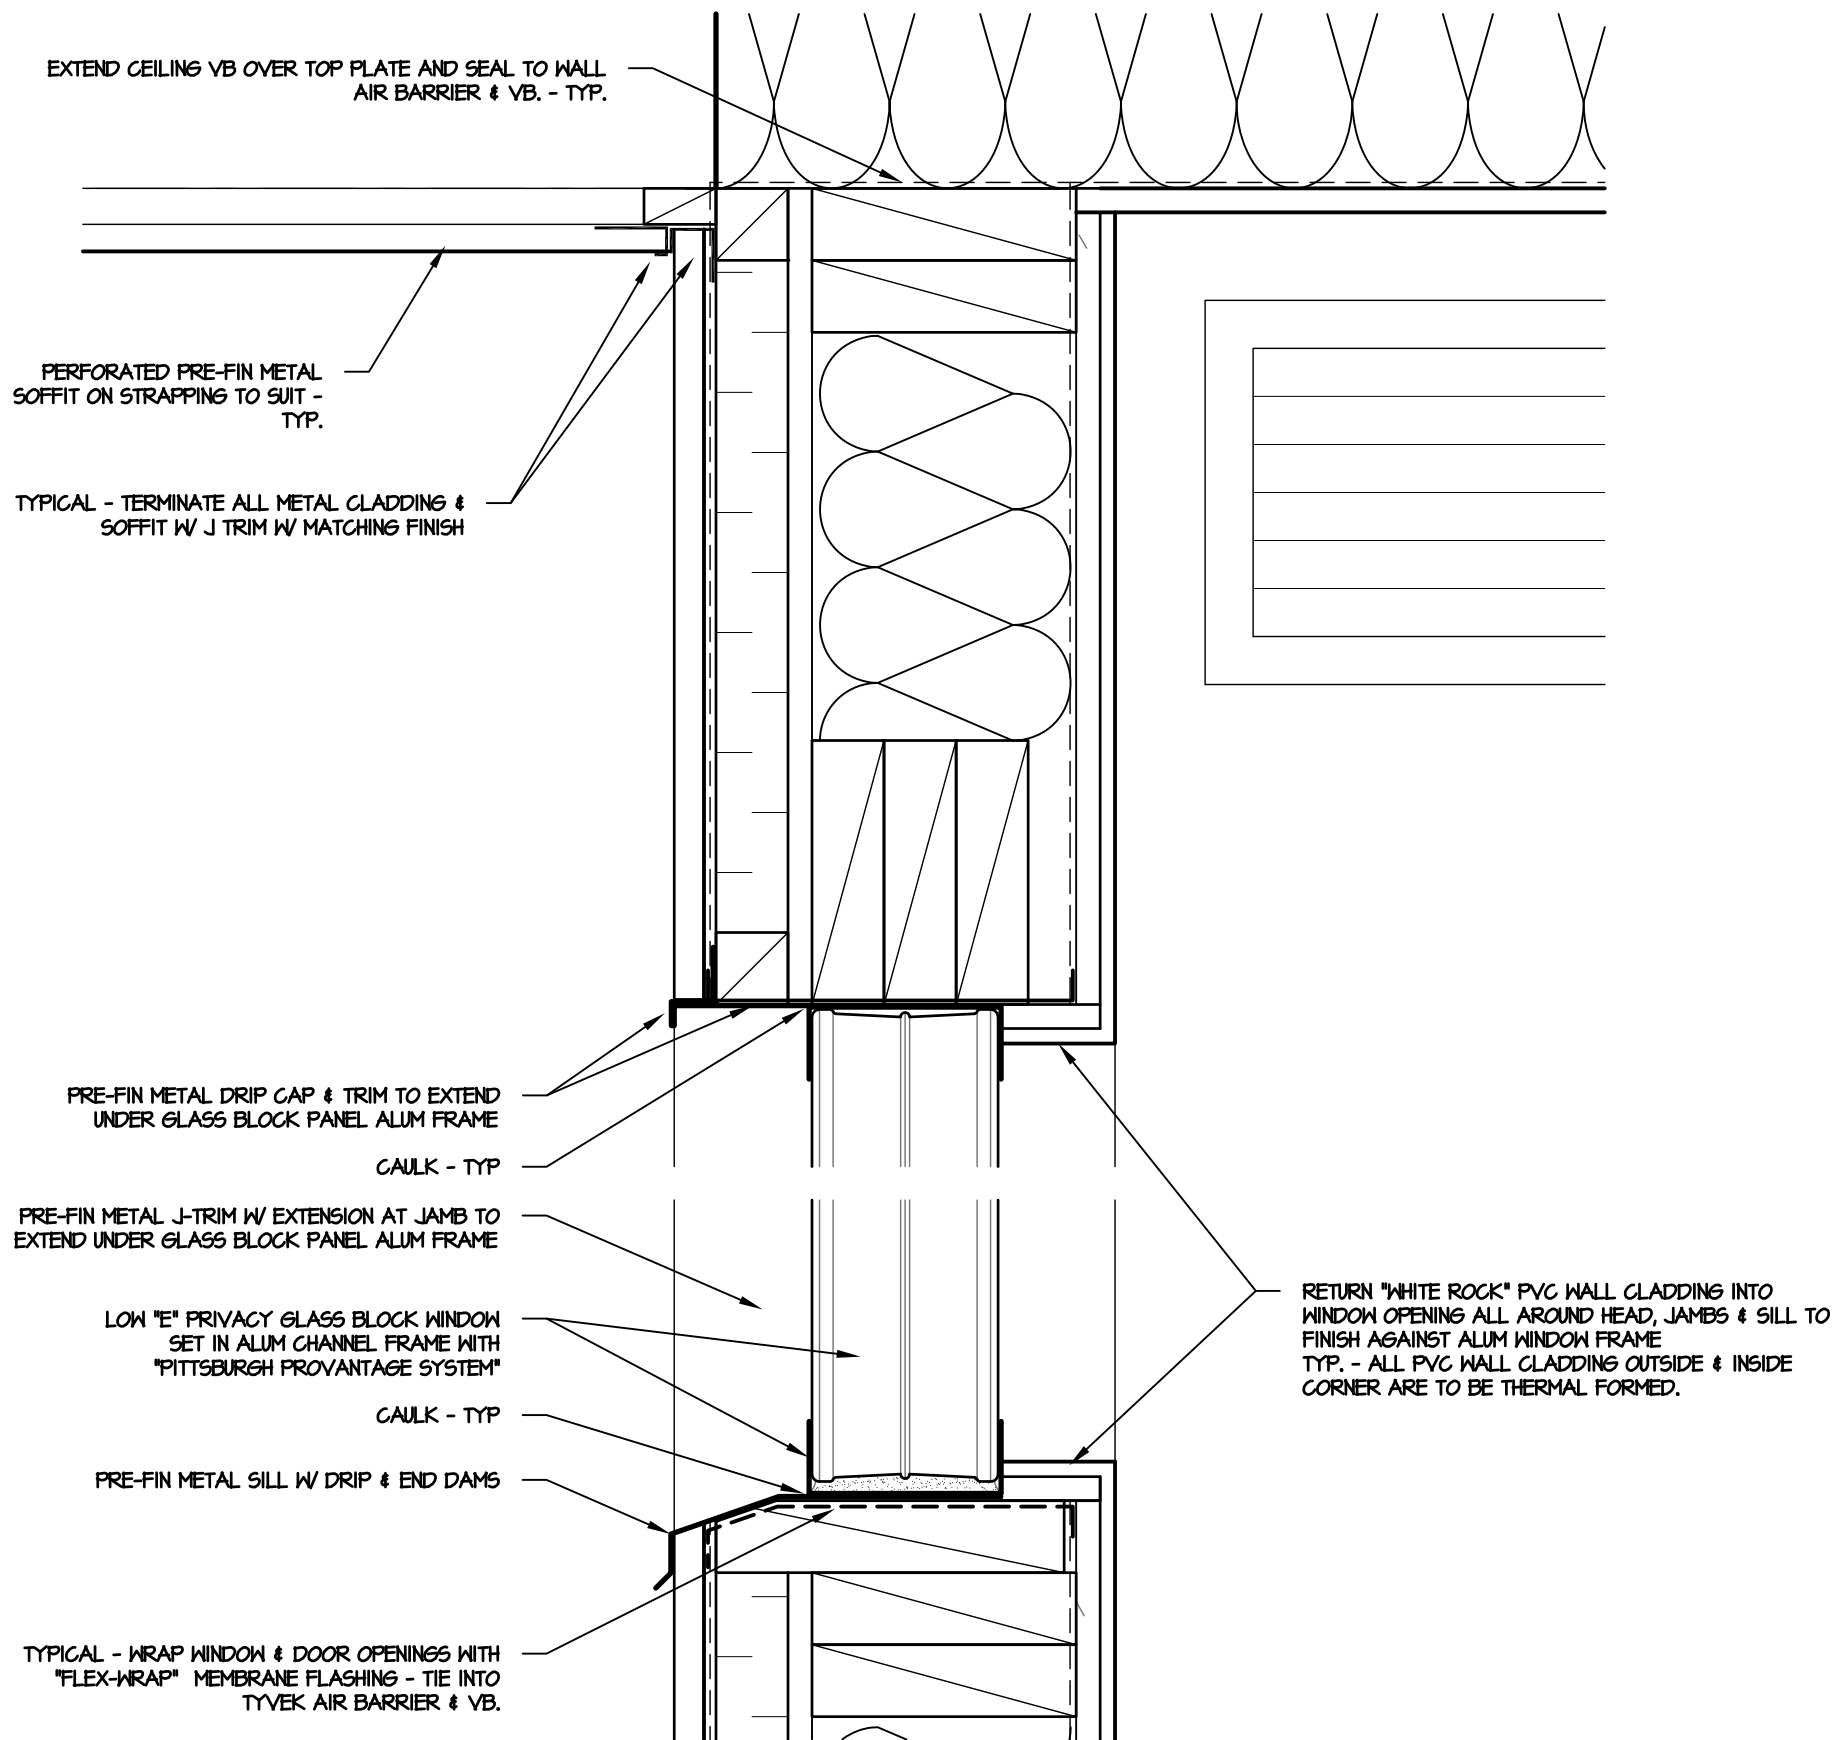 EXTEND CEILING VB OVER TOP PLATE AND SEAL TO WALL
AIR BARRIER & VB. - TYP.
PERFORATED PRE-FIN METAL
SOFFIT ON STRAPPING TO SUIT -
TYP.
TYPICAL - TERMINATE ALL METAL CLADDING &
SOFFIT W/ J TRIM W/ MATCHING FINISH
PRE-FIN METAL DRIP CAP & TRIM TO EXTEND
UNDER GLASS BLOCK PANEL ALUM FRAME
CAULK - TYP
PRE-FIN METAL J-TRIM W/ EXTENSION AT JAMB TO
EXTEND UNDER GLASS BLOCK PANEL ALUM FRAME
LOW "E" PRIVACY GLASS BLOCK WINDOW
SET IN ALUM CHANNEL FRAME WITH
"PITTSBURGH PROVANTAGE SYSTEM"
CAULK - TYP
PRE-FIN METAL SILL W/ DRIP & END DAMS
TYPICAL - WRAP WINDOW & DOOR OPENINGS WITH
"FLEX-WRAP" MEMBRANE FLASHING - TIE INTO
TYVEK AIR BARRIER & VB.
RETURN "WHITE ROCK" PVC WALL CLADDING INTO
WINDOW OPENING ALL AROUND HEAD, JAMBS & SILL TO
FINISH AGAINST ALUM WINDOW FRAME
TYP. - ALL PVC WALL CLADDING OUTSIDE & INSIDE
CORNER ARE TO BE THERMAL FORMED.